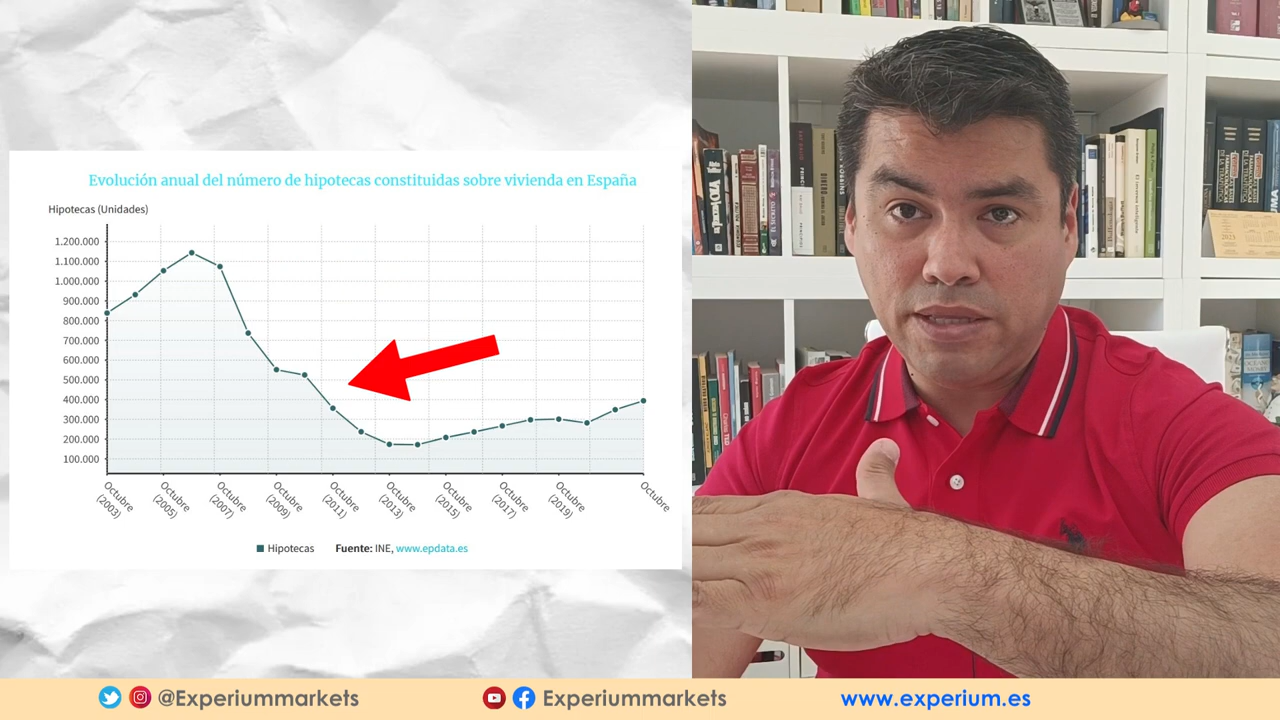 Evolución anual del número de hipotecas constituidas sobre vivienda en España
Hipotecas (Unidades)
1.200.000
1.100.000
1.000.000
900.000
800.000
700.000
600.000
500.000
400.000
300.000
200.000
100.000
Octubre (2003)
Octubre (2005)
Octubre (2007)
Octubre (2009)
Octubre (2011)
Octubre (2013)
Octubre (2015)
Octubre (2017)
Octubre (2019)
Octubre
Hipotecas Fuente: INE, www.epdata.es
DINERO
@Experiummarkets
Experiummarkets
www.experium.es